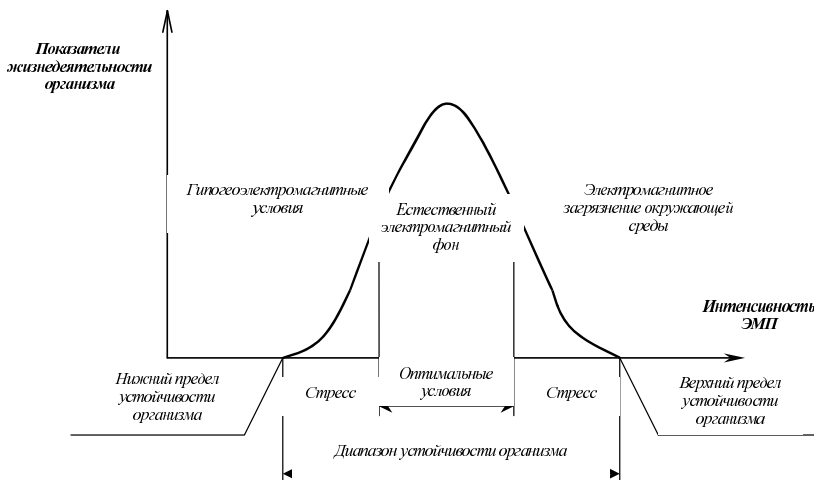 Показатели
жизнедеятельности
организма
Гипогеоэлектромагнитные
условия
Естественный
электромагнитный
фон
Электромагнитное
загрязнение окружающей
среды
Интенсивность
ЭМП
Нижний предел
устойчивости
организма
Стресс
Оптимальные
условия
Стресс
Верхний предел
устойчивости
организма
Диапазон устойчивости организма